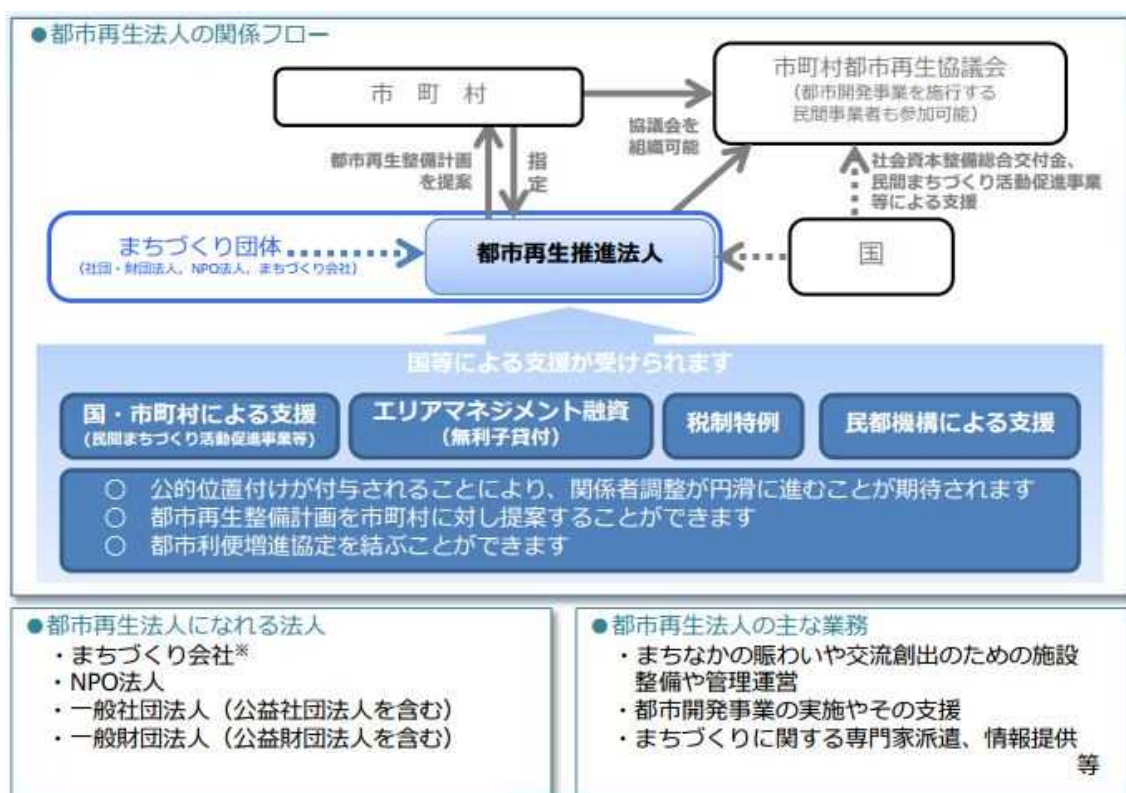 ●都市再生法人の関係フロー
市 町 村
市町村都市再生協議会
(都市開発事業を施行する
民間事業者も参加可能)
協議会を
組織可能
都市再生整備計画
を提案
指
定
社会資本整備総合交付金、
民間まちづくり活動促進事業
等による支援
まちづくり団体
(社団・財団法人、NPO法人、まちづくり会社)
都市再生推進法人
国
国等による支援が受けられます
国・市町村による支援
(民間まちづくり活動促進事業等)
エリアマネジメント融資
(無利子貸付)
税制特例
民都機構による支援
○ 公的位置付けが付与されることにより、関係者調整が円滑に進むことが期待されます
○ 都市再生整備計画を市町村に対し提案することができます
○ 都市利便増進協定を結ぶことができます
●都市再生法人になれる法人
・まちづくり会社※
・NPO法人
・一般社団法人(公益社団法人を含む)
・一般財団法人(公益財団法人を含む)
●都市再生法人の主な業務
・まちなかの賑わいや交流創出のための施設
整備や管理運営
・都市開発事業の実施やその支援
・まちづくりに関する専門家派遣、情報提供
等